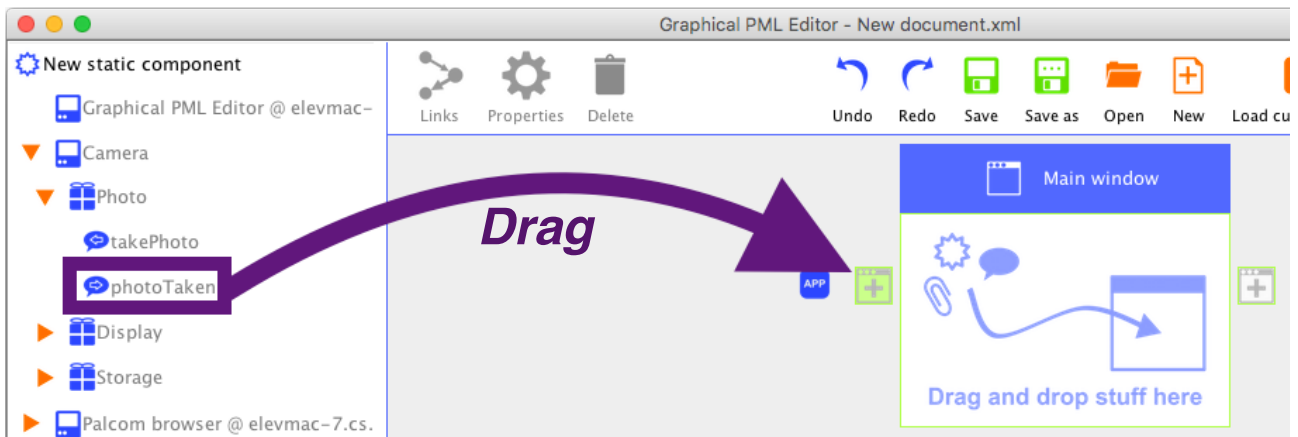 Graphical PML Editor - New document.xml
New static component
Graphical PML Editor @ elevmac-
Camera
Photo
takePhoto
photoTaken
Display
Storage
Palcom browser @ elevmac-7.cs.
Links Properties Delete Undo Redo Save Save as Open New Load cu
Drag
APP
Main window
Drag and drop stuff here